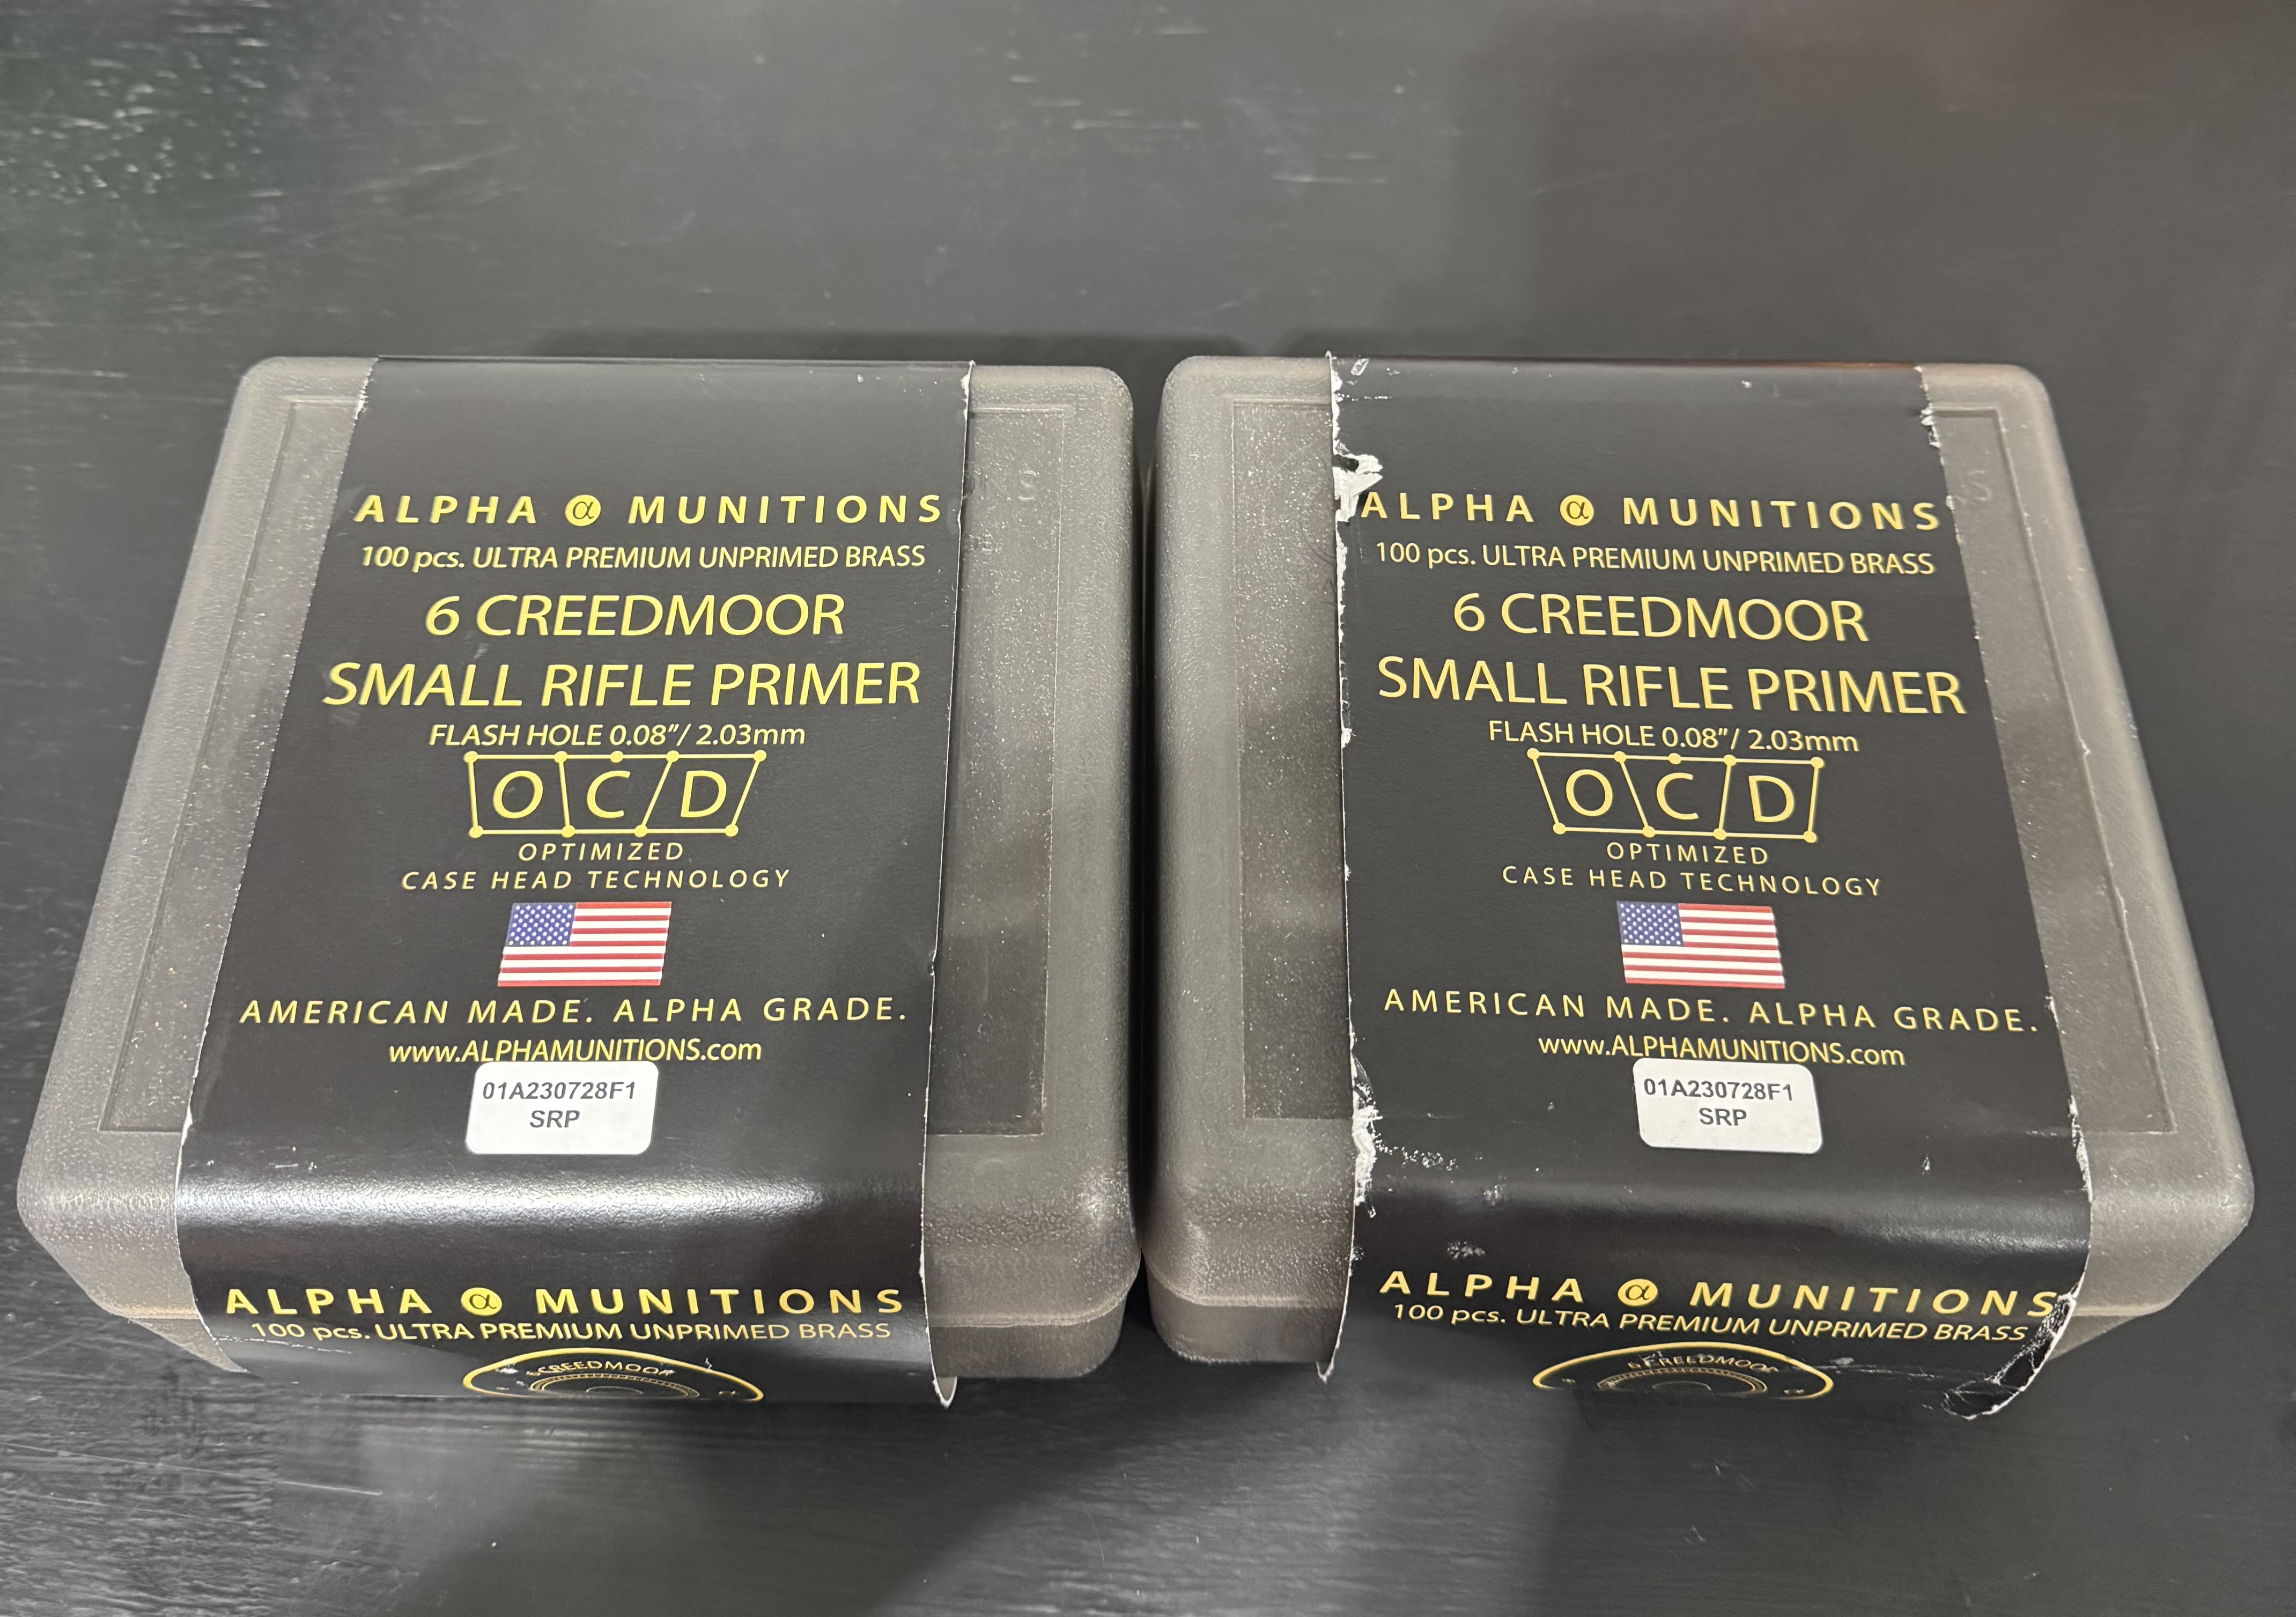 ALPHA α MUNITIONS
100 pcs. ULTRA PREMIUM UNPRIMED BRASS
6 CREEDMOOR
SMALL RIFLE PRIMER
FLASH HOLE 0.08"/ 2.03mm
OCD
OPTIMIZED
CASE HEAD TECHNOLOGY
AMERICAN MADE. ALPHA GRADE.
www.ALPHAMUNITIONS.com
01A230728F1
SRP
ALPHA α MUNITIONS
100 pcs. ULTRA PREMIUM UNPRIMED BRASS
6 CREEDMOOR
ALPHA α MUNITIONS
100 pcs. ULTRA PREMIUM UNPRIMED BRASS
6 CREEDMOOR
SMALL RIFLE PRIMER
FLASH HOLE 0.08"/ 2.03mm
OCD
OPTIMIZED
CASE HEAD TECHNOLOGY
AMERICAN MADE. ALPHA GRADE.
www.ALPHAMUNITIONS.com
01A230728F1
SRP
ALPHA α MUNITIONS
100 pcs. ULTRA PREMIUM UNPRIMED BRASS
6 CREEDMOOR